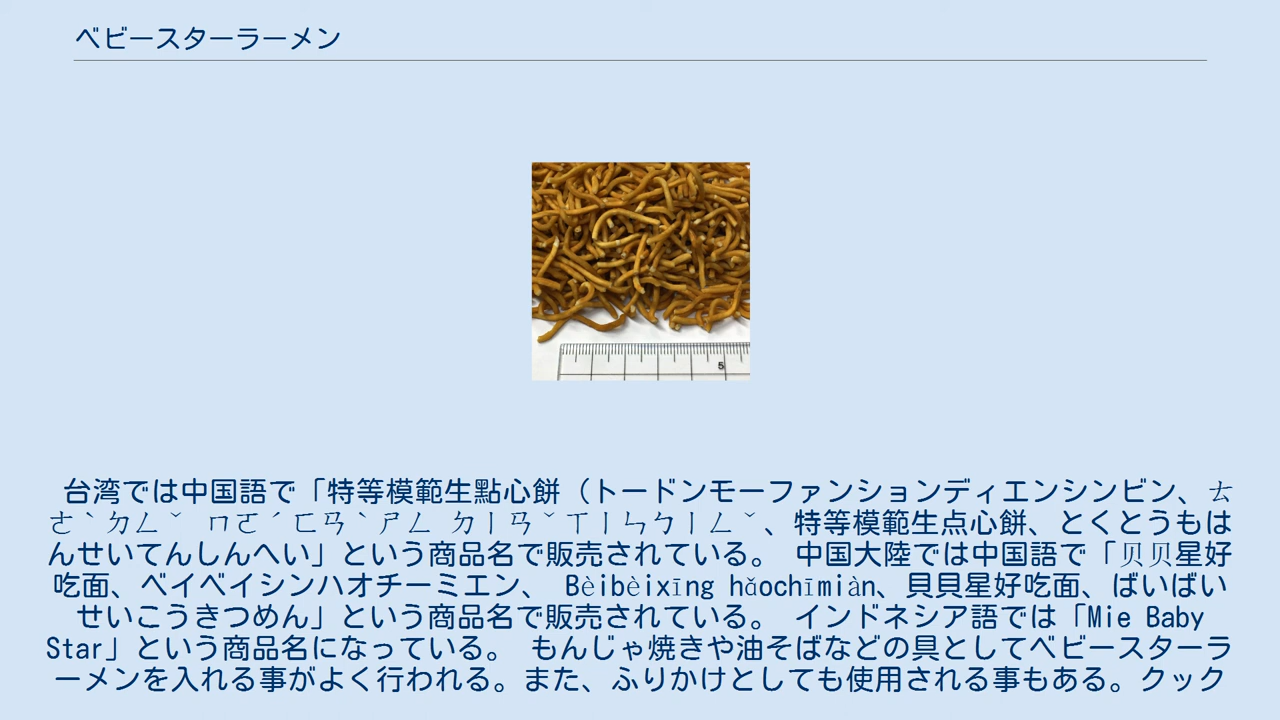 ベビースターラーメン
5
台湾では中国語で「特等模範生點心餅（トードンモーファンションディエンシンビン、ㄊ
ㄜˋㄉㄥˇ ㄇㄛˊㄈㄢˋㄕㄥ ㄉㄧㄢˇㄒㄧㄣㄅㄧㄥˇ、特等模範生点心餅、とくとうもは
んせいてんしんへい」という商品名で販売されている。 中国大陸では中国語で「贝贝星好
吃面、ベイベイシンハオチーミエン、 Bèibèixīng hǎochīmiàn、貝貝星好吃面、ばいばい
せいこうきつめん」という商品名で販売されている。 インドネシア語では「Mie Baby
Star」という商品名になっている。 もんじゃ焼きや油そばなどの具としてベビースターラ
ーメンを入れる事がよく行われる。また、ふりかけとしても使用される事もある。クック